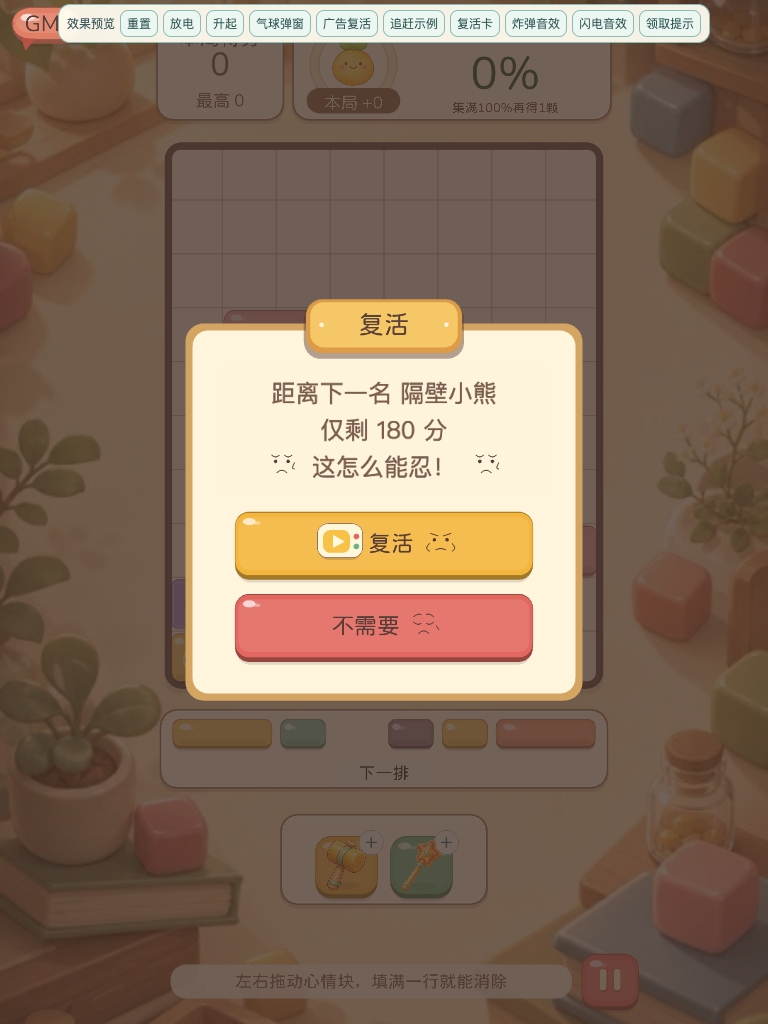 GM
效果预览 重置 放电 升起 气球弹窗 广告复活 追赶示例 复活卡 炸弹音效 闪电音效 领取提示
0
最高 0
本局 +0
0%
集满100%再得1颗
复活
距离下一名 隔壁小熊
仅剩 180 分
这怎么能忍！
复活
不需要
下一排
左右拖动心情块，填满一行就能消除